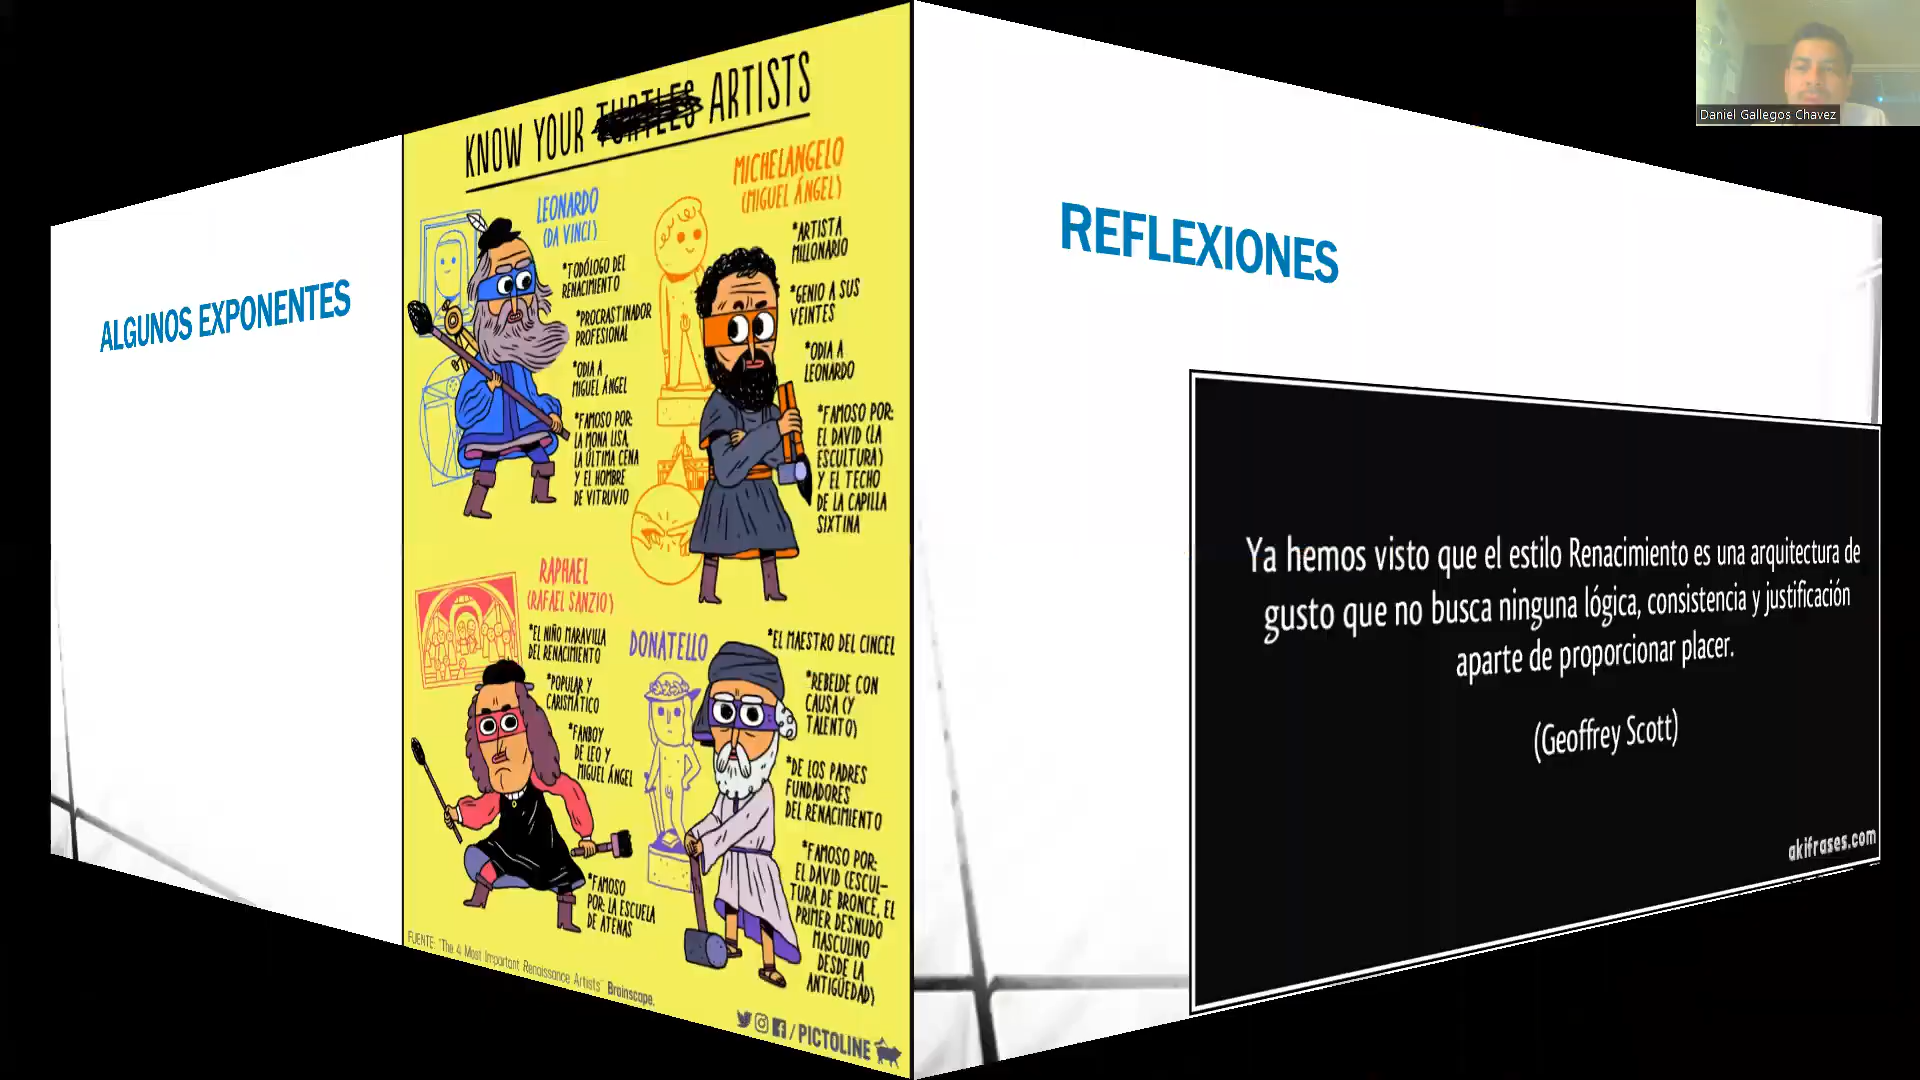 ALGUNOS EXPONENTES
KNOW YOUR TURTLES ARTISTS
LEONARDO
(DA VINCI)
*TODÓLOGO DEL
RENACIMIENTO
*PROCRASTINADOR
PROFESIONAL
*ODIA A
MIGUEL ÁNGEL
*FAMOSO POR:
LA MONA LISA,
LA ÚLTIMA CENA
Y EL HOMBRE
DE VITRUVIO
MICHELANGELO
(MIGUEL ÁNGEL)
*ARTISTA
MILLONARIO
*GENIO A SUS
VEINTES
*ODIA A
LEONARDO
*FAMOSO POR:
EL DAVID (LA
ESCULTURA)
Y EL TECHO
DE LA CAPILLA
SIXTINA
RAPHAEL
(RAFAEL SANZIO)
*EL NIÑO MARAVILLA
DEL RENACIMIENTO
*POPULAR Y
CARISMÁTICO
*FANBOY
DE LEO Y
MIGUEL ÁNGEL
*FAMOSO
POR: LA ESCUELA
DE ATENAS
DONATELLO
*EL MAESTRO DEL CINCEL
*REBELDE CON
CAUSA (Y
TALENTO)
*DE LOS PADRES
FUNDADORES
DEL RENACIMIENTO
*FAMOSO POR:
EL DAVID (ESCUL-
TURA DE BRONCE, EL
PRIMER DESNUDO
MASCULINO
DESDE LA
ANTIGÜEDAD)
FUENTE: "The 4 Most Important Renaissance Artists" Brainscape.
/ PICTOLINE
REFLEXIONES
Ya hemos visto que el estilo Renacimiento es una arquitectura de
gusto que no busca ninguna lógica, consistencia y justificación
aparte de proporcionar placer.
(Geoffrey Scott)
akifrases.com
Daniel Gallegos Chavez